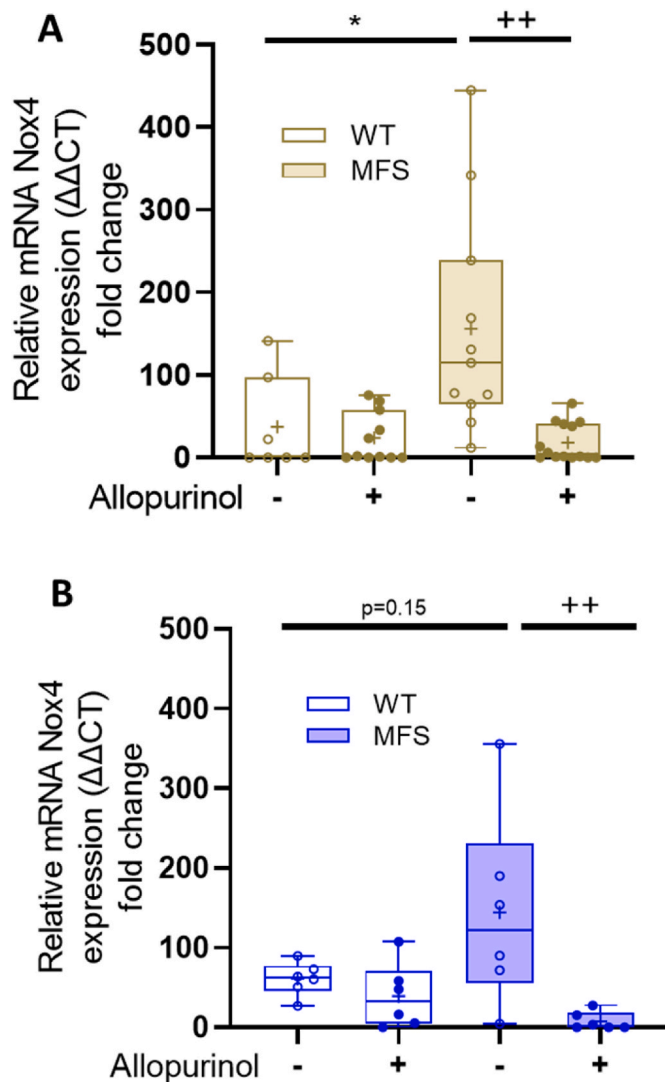 A
* ++
500
400
300
200
100
0
Relative mRNA Nox4
expression (ΔΔCT)
fold change
WT
MFS
Allopurinol - + - +
B
p=0.15 ++
500
400
300
200
100
0
Relative mRNA Nox4
expression (ΔΔCT)
fold change
WT
MFS
Allopurinol - + - +